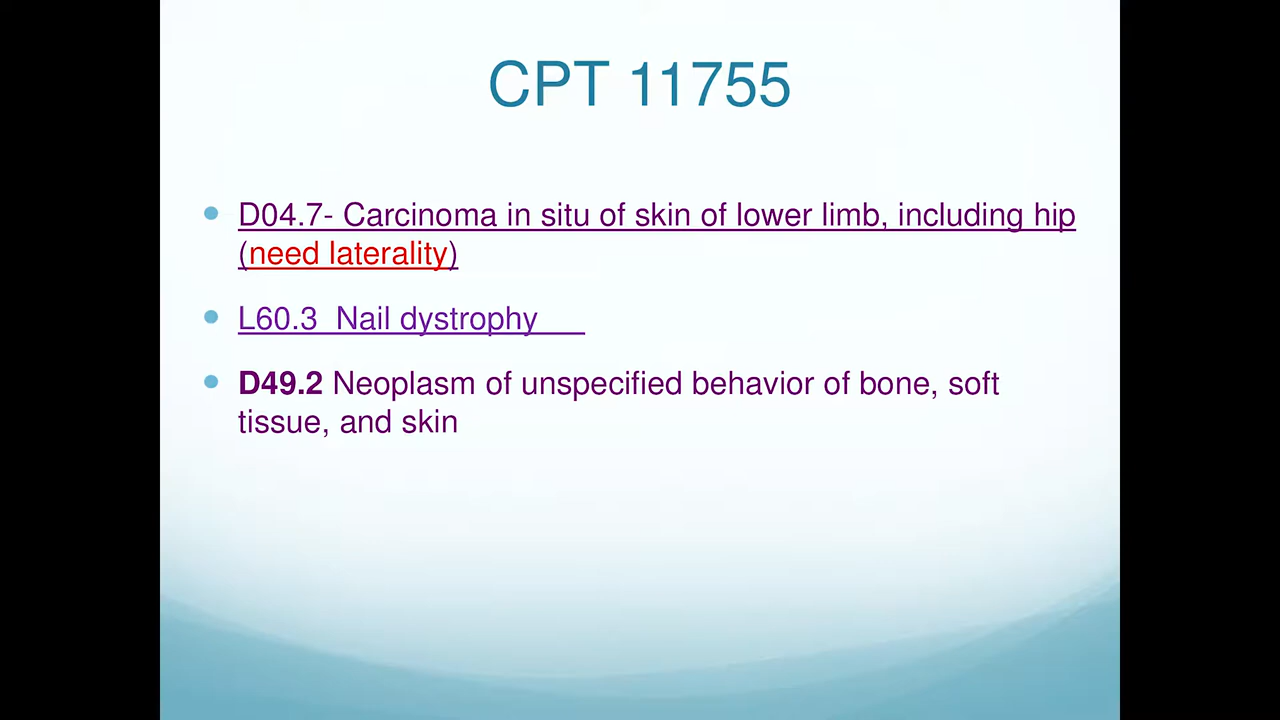 CPT 11755
D04.7- Carcinoma in situ of skin of lower limb, including hip
(need laterality)
L60.3  Nail dystrophy
D49.2 Neoplasm of unspecified behavior of bone, soft
tissue, and skin